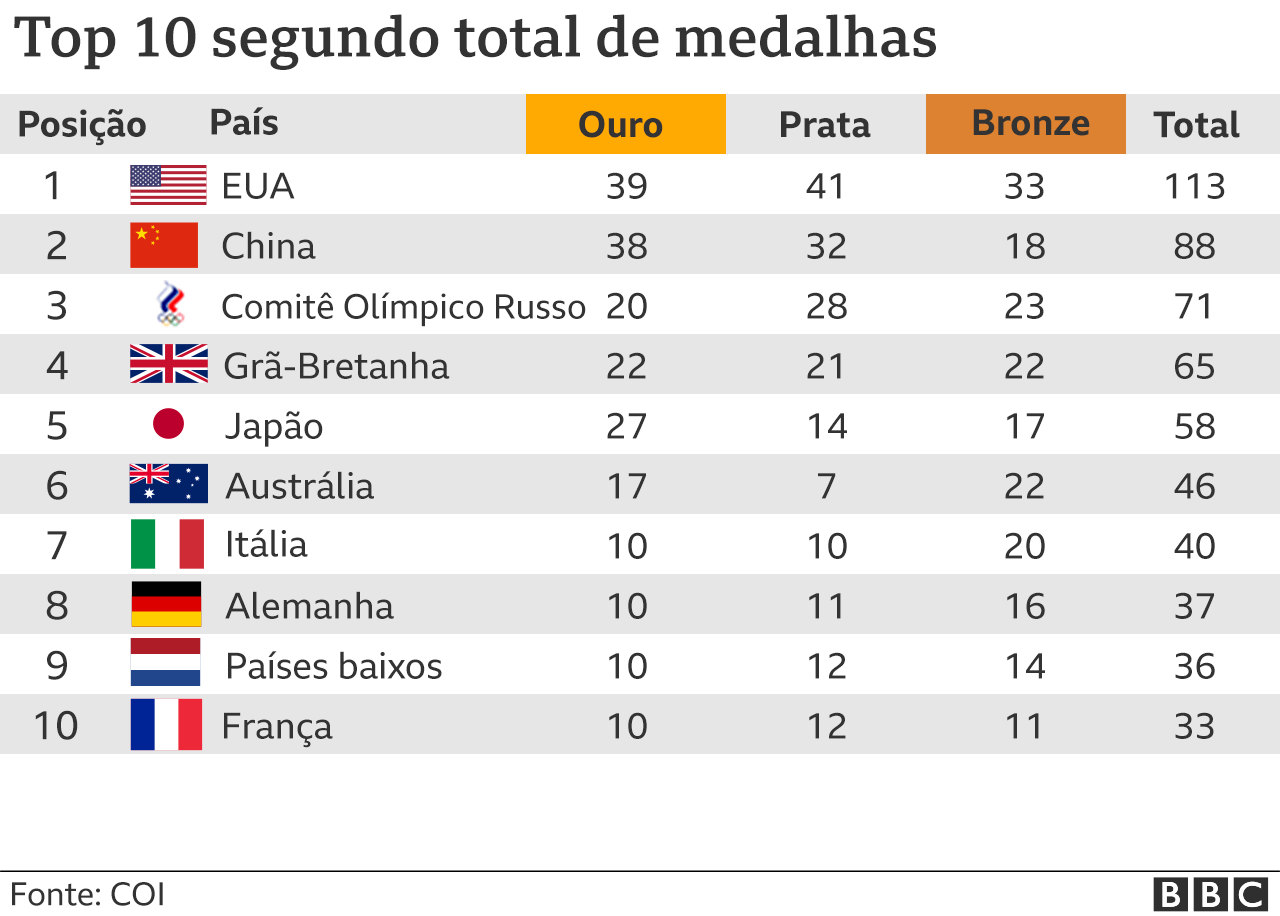 Top 10 segundo total de medalhas
Posição País Ouro Prata Bronze Total
1 EUA 39 41 33 113
2 China 38 32 18 88
3 Comitê Olímpico Russo 20 28 23 71
4 Grã-Bretanha 22 21 22 65
5 Japão 27 14 17 58
6 Austrália 17 7 22 46
7 Itália 10 10 20 40
8 Alemanha 10 11 16 37
9 Países baixos 10 12 14 36
10 França 10 12 11 33
Fonte: COI BBC